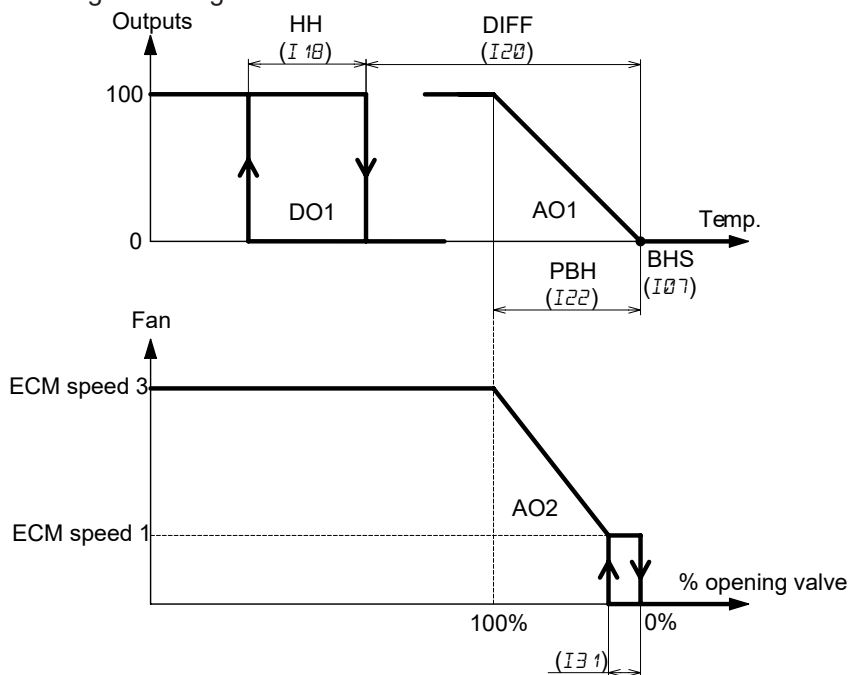 Outputs
HH
(I18)
DIFF
(I20)
100
DO1
AO1
Temp.
0
PBH
(I22)
BHS
(I07)
Fan
ECM speed 3
AO2
ECM speed 1
% opening valve
100%
0%
(I31)